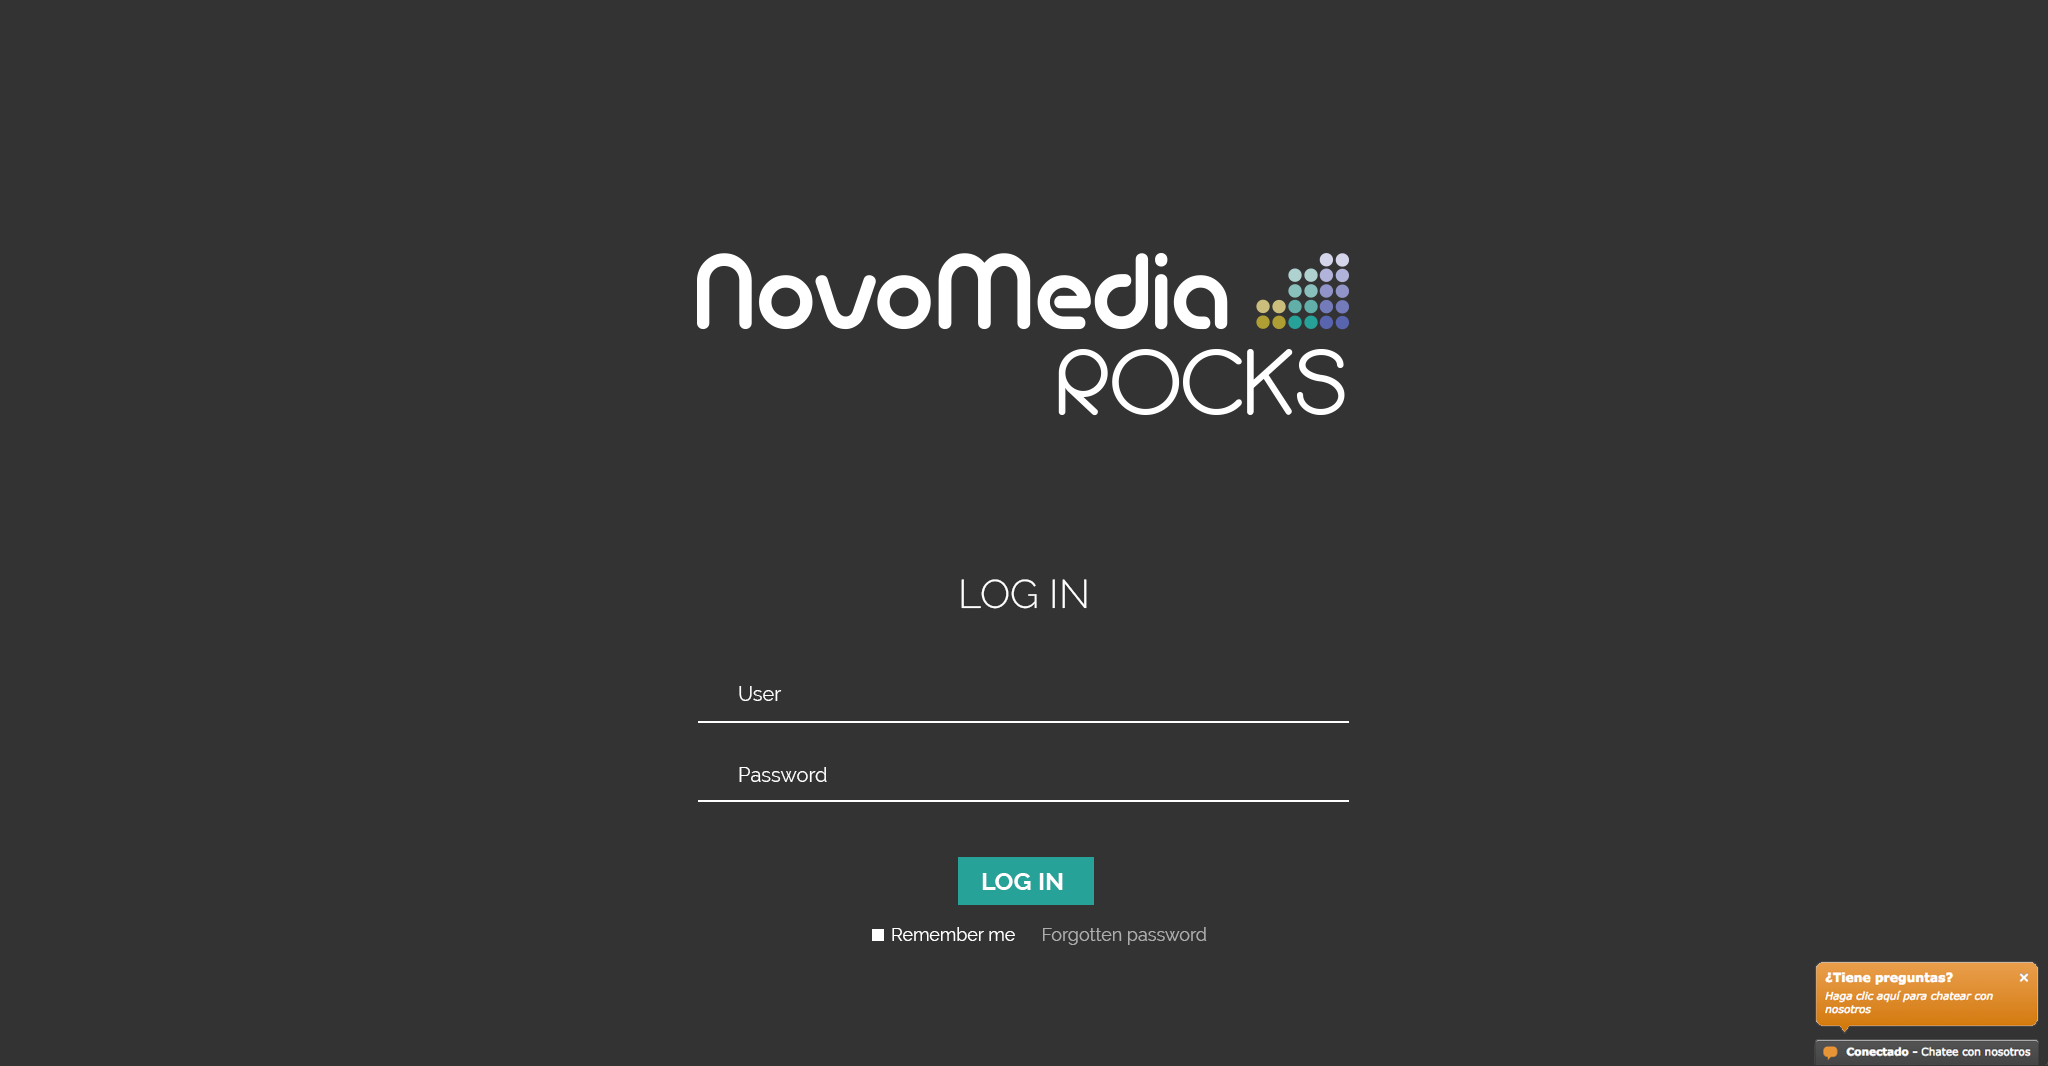 NovoMedia
ROCKS
LOG IN
User
Password
LOG IN
Remember me Forgotten password
¿Tiene preguntas?
Haga clic aquí para chatear con
nosotros
Conectado - Chatee con nosotros